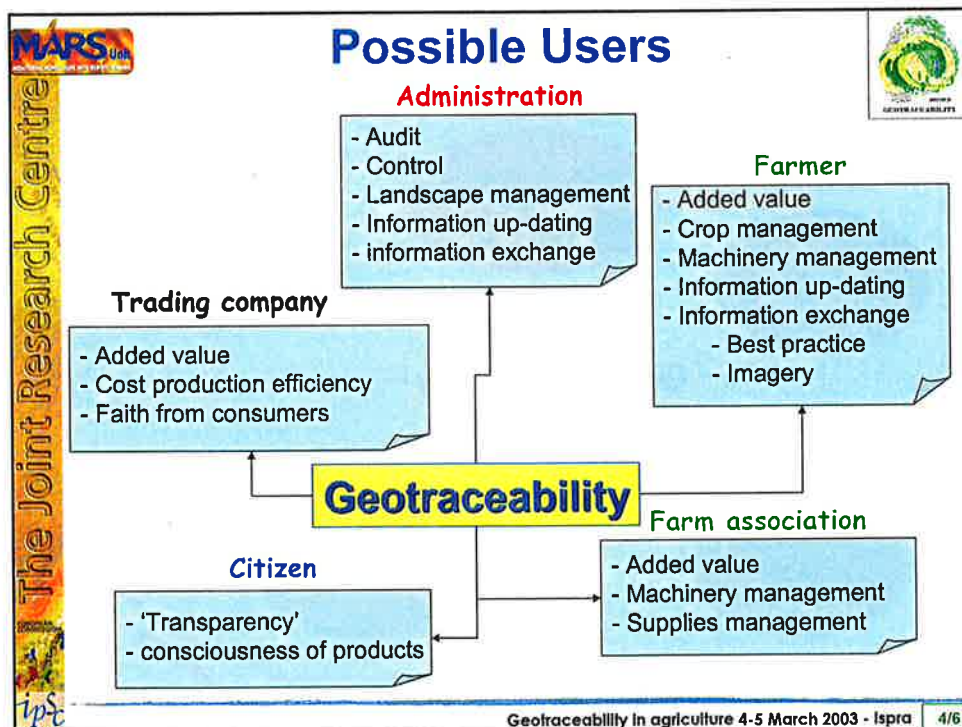 MARS Unit
Possible Users
GEOTRACEABILITY
The Joint Research Centre
Administration
- Audit
- Control
- Landscape management
- Information up-dating
- information exchange
Farmer
- Added value
- Crop management
- Machinery management
- Information up-dating
- Information exchange
- Best practice
- Imagery
Trading company
- Added value
- Cost production efficiency
- Faith from consumers
Geotraceability
Citizen
- 'Transparency'
- consciousness of products
Farm association
- Added value
- Machinery management
- Supplies management
ipsc
Geotraceability in agriculture 4-5 March 2003 - Ispra 4/6